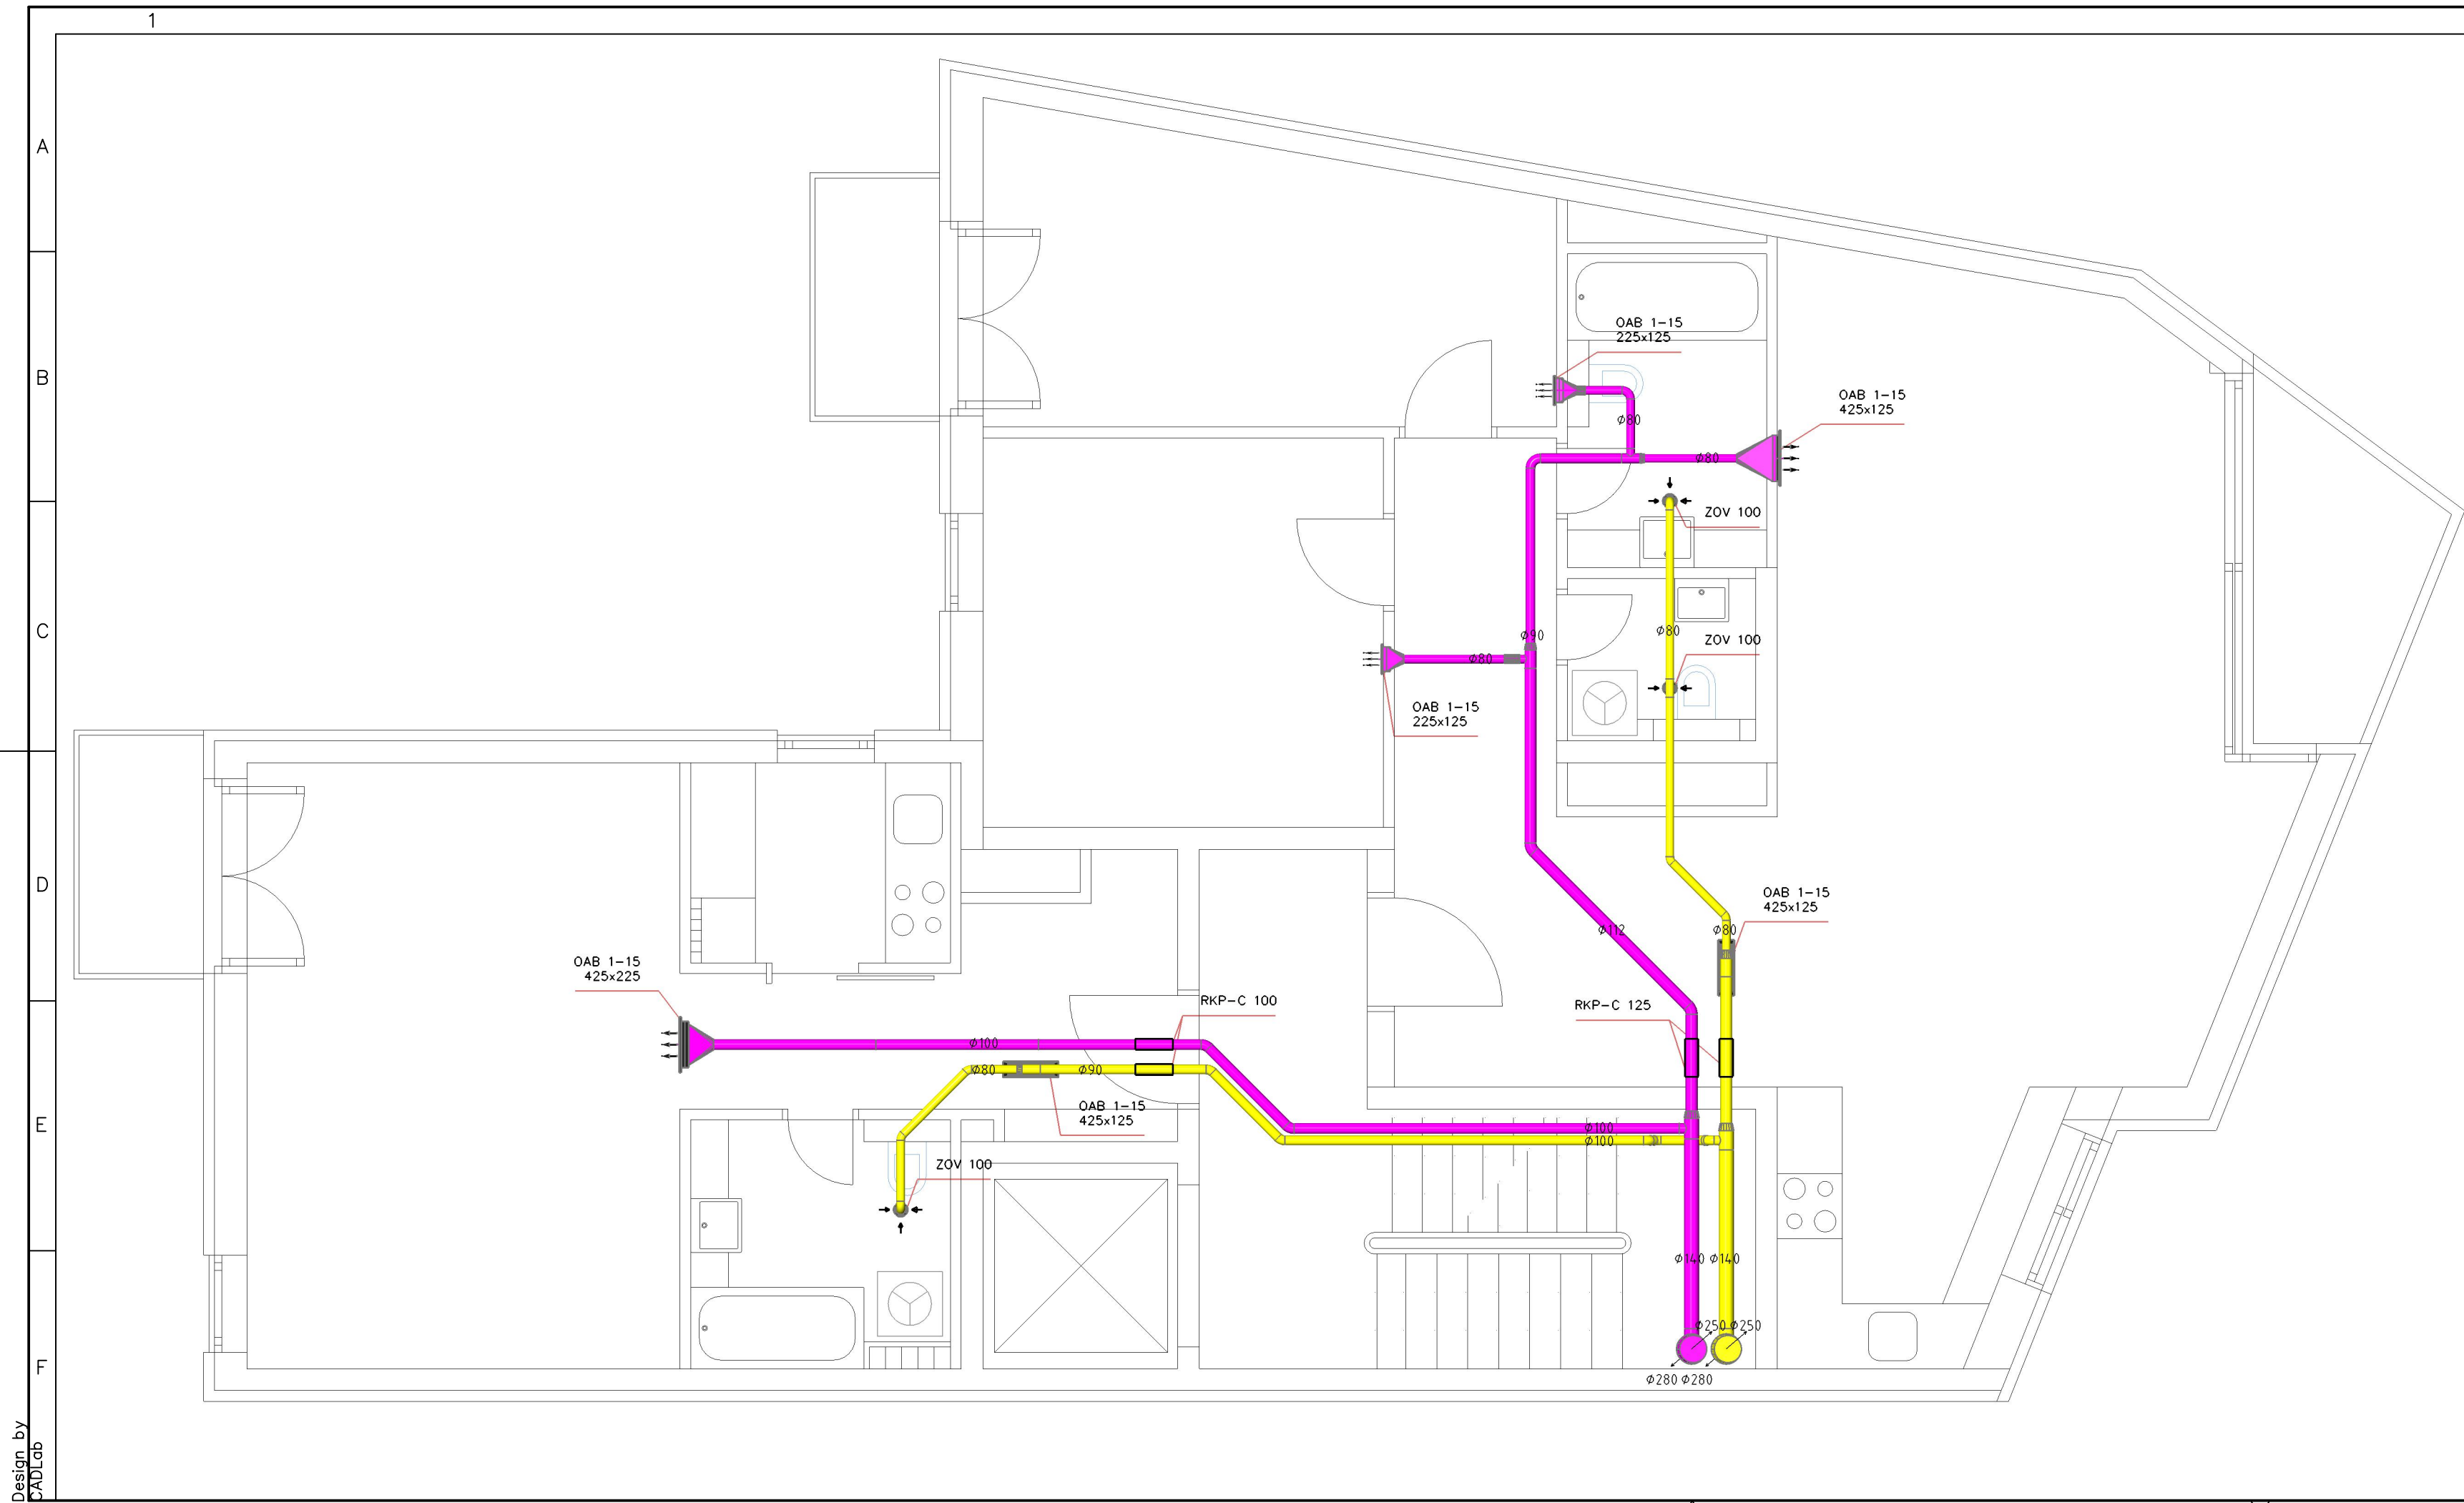 1
A
OAB 1-15
225x125
B
OAB 1-15
425x125
ø80
ø80
ZOV 100
C
ø90
ø80
ZOV 100
ø80
OAB 1-15
225x125
D
OAB 1-15
425x125
ø112
ø80
OAB 1-15
425x225
RKP-C 100
RKP-C 125
ø100
ø80
ø90
OAB 1-15
425x125
E
ø100
ø100
ZOV 100
ø140
ø140
ø250
ø250
F
ø280
ø280
Design by
CADLab